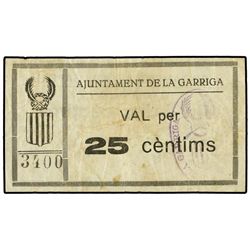 AJUNTAMENT DE LA GARRIGA
VAL per
25 cèntims
3400